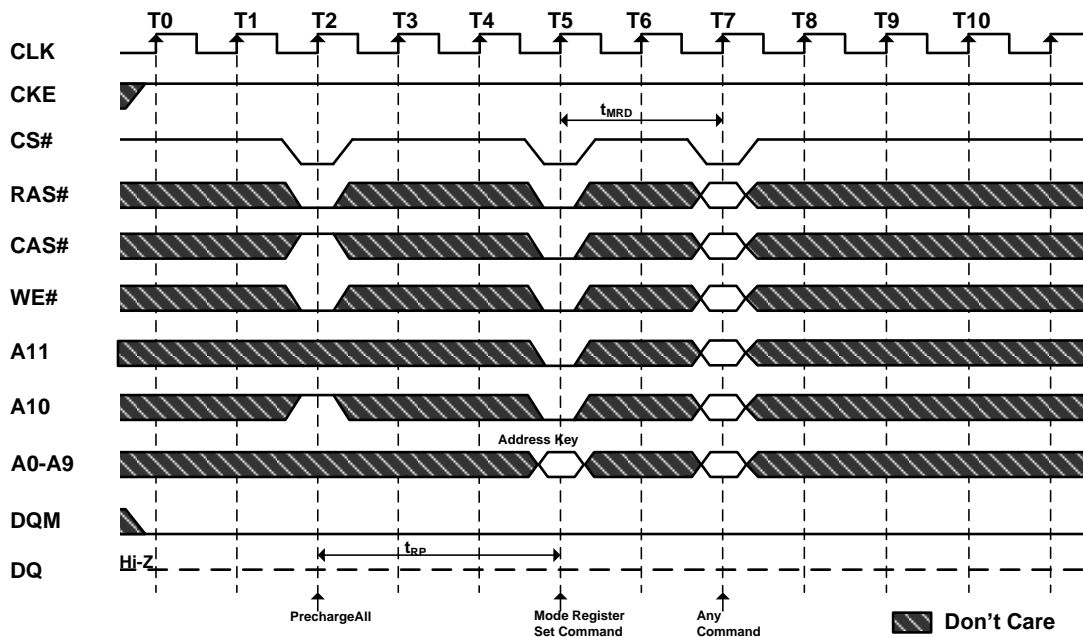 T0 T1 T2 T3 T4 T5 T6 T7 T8 T9 T10
CLK
CKE
tMRD
CS#
RAS#
CAS#
WE#
A11
A10
Address Key
A0-A9
DQM
tRP
Hi-Z
DQ
PrechargeAll
Mode Register
Set Command
Any
Command
Don't Care